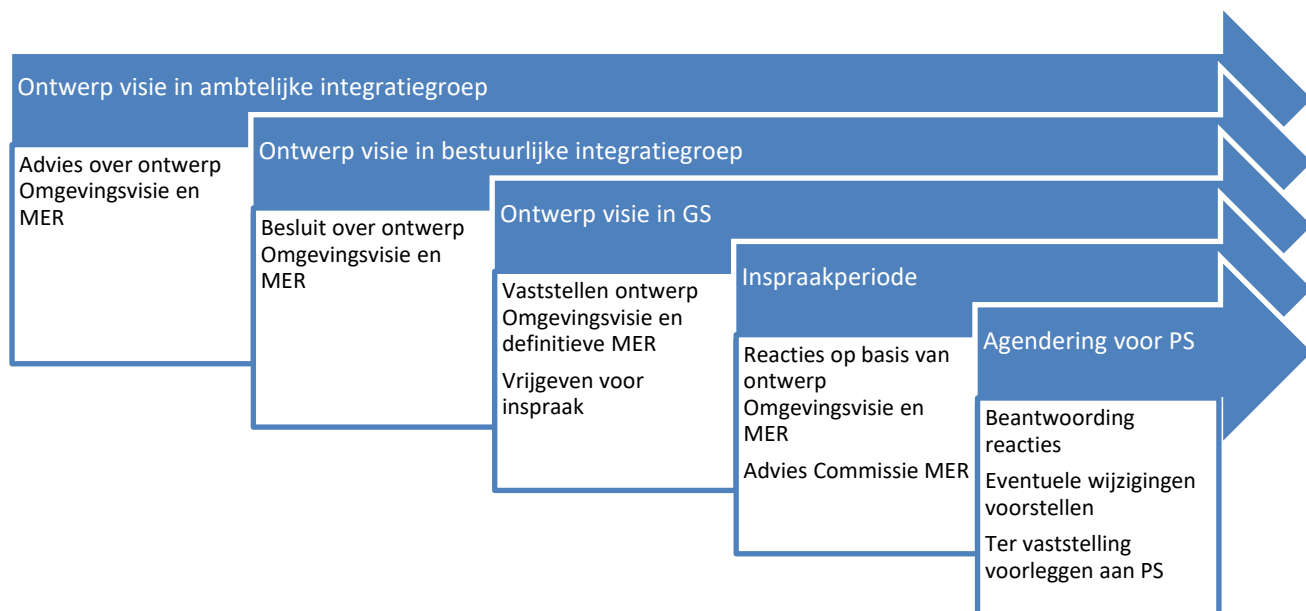 Ontwerp visie in ambtelijke integratiegroep
Advies over ontwerp
Omgevingsvisie en
MER
Ontwerp visie in bestuurlijke integratiegroep
Besluit over ontwerp
Omgevingsvisie en
MER
Ontwerp visie in GS
Vaststellen ontwerp
Omgevingsvisie en
definitieve MER
Vrijgeven voor
inspraak
Inspraakperiode
Reacties op basis van
ontwerp
Omgevingsvisie en
MER
Advies Commissie MER
Agendering voor PS
Beantwoording
reacties
Eventuele wijzigingen
voorstellen
Ter vaststelling
voorleggen aan PS